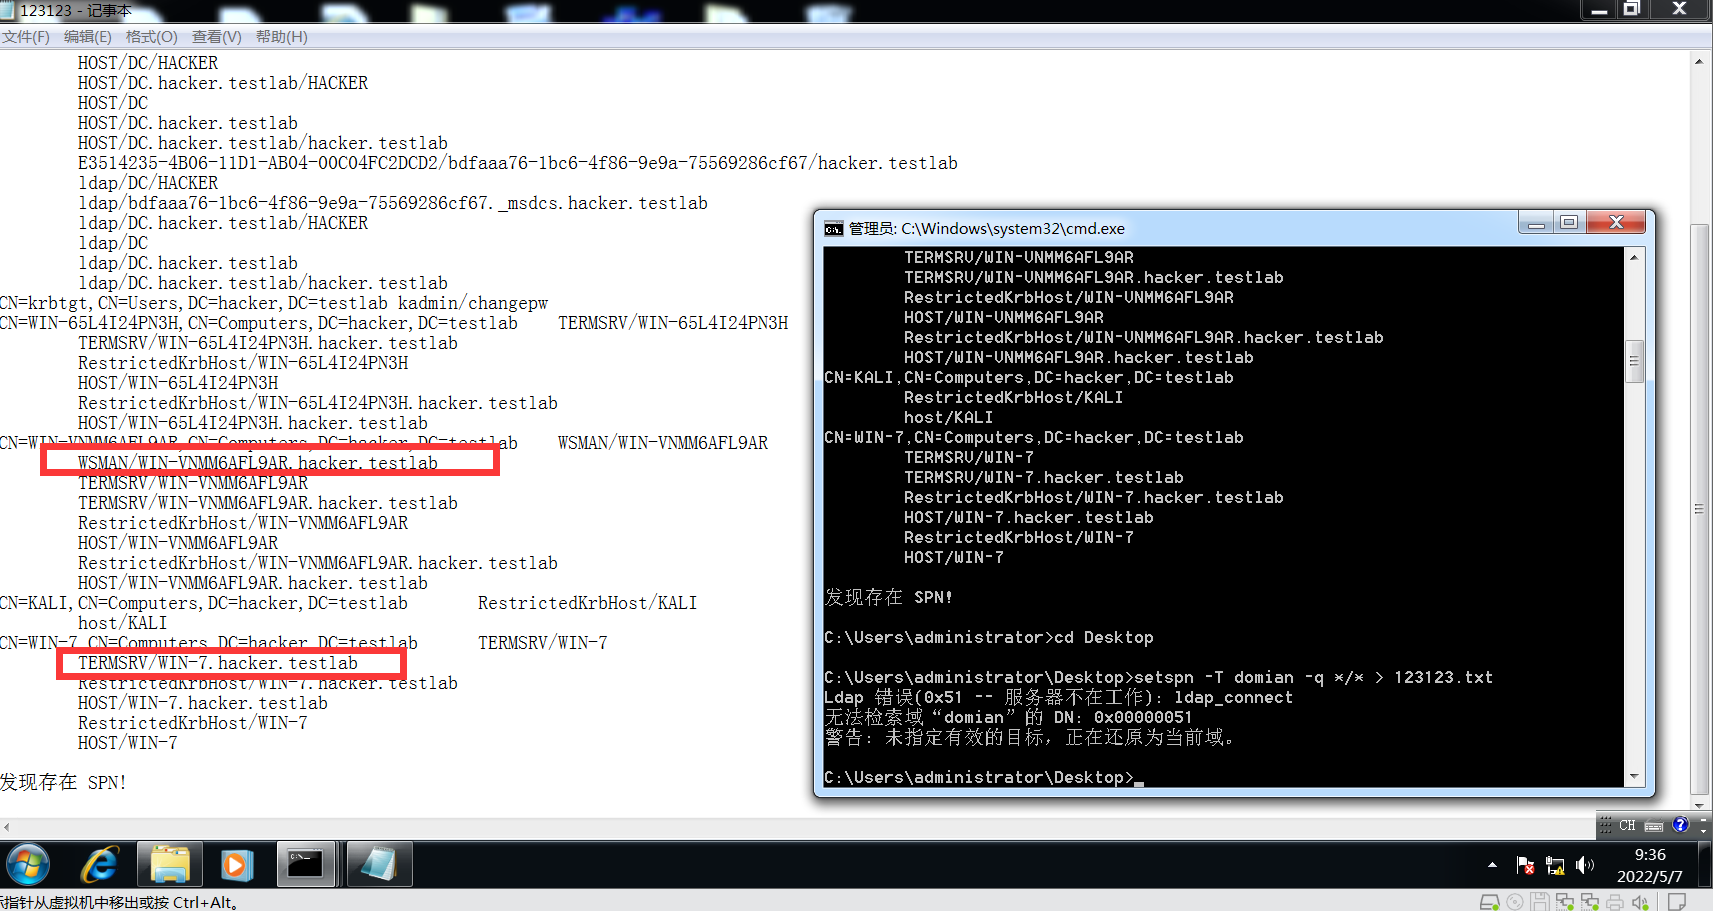 123123 - 记事本
文件(F) 编辑(E) 格式(O) 查看(V) 帮助(H)
HOST/DC/HACKER
HOST/DC.hacker.testlab/HACKER
HOST/DC
HOST/DC.hacker.testlab
HOST/DC.hacker.testlab/hacker.testlab
E3514235-4B06-11D1-AB04-00C04FC2DCD2/bdfaaa76-1bc6-4f86-9e9a-75569286cf67/hacker.testlab
ldap/DC/HACKER
ldap/bdfaaa76-1bc6-4f86-9e9a-75569286cf67._msdcs.hacker.testlab
ldap/DC.hacker.testlab/HACKER
ldap/DC
ldap/DC.hacker.testlab
ldap/DC.hacker.testlab/hacker.testlab
CN=krbtgt,CN=Users,DC=hacker,DC=testlab kadmin/changepw
CN=WIN-65L4I24PN3H,CN=Computers,DC=hacker,DC=testlab TERMSRV/WIN-65L4I24PN3H
TERMSRV/WIN-65L4I24PN3H.hacker.testlab
RestrictedKrbHost/WIN-65L4I24PN3H
HOST/WIN-65L4I24PN3H
RestrictedKrbHost/WIN-65L4I24PN3H.hacker.testlab
HOST/WIN-65L4I24PN3H.hacker.testlab
CN=WIN-VNMM6AFL9AR,CN=Computers,DC=hacker,DC=testlab WSMAN/WIN-VNMM6AFL9AR
WSMAN/WIN-VNMM6AFL9AR.hacker.testlab
TERMSRV/WIN-VNMM6AFL9AR
TERMSRV/WIN-VNMM6AFL9AR.hacker.testlab
RestrictedKrbHost/WIN-VNMM6AFL9AR
HOST/WIN-VNMM6AFL9AR
RestrictedKrbHost/WIN-VNMM6AFL9AR.hacker.testlab
HOST/WIN-VNMM6AFL9AR.hacker.testlab
CN=KALI,CN=Computers,DC=hacker,DC=testlab RestrictedKrbHost/KALI
host/KALI
CN=WIN-7,CN=Computers,DC=hacker,DC=testlab TERMSRV/WIN-7
TERMSRV/WIN-7.hacker.testlab
RestrictedKrbHost/WIN-7.hacker.testlab
HOST/WIN-7.hacker.testlab
RestrictedKrbHost/WIN-7
HOST/WIN-7
发现存在 SPN!
管理员: C:\Windows\system32\cmd.exe
TERMSRV/WIN-VNMM6AFL9AR
TERMSRV/WIN-VNMM6AFL9AR.hacker.testlab
RestrictedKrbHost/WIN-VNMM6AFL9AR
HOST/WIN-VNMM6AFL9AR
RestrictedKrbHost/WIN-VNMM6AFL9AR.hacker.testlab
HOST/WIN-VNMM6AFL9AR.hacker.testlab
CN=KALI,CN=Computers,DC=hacker,DC=testlab
RestrictedKrbHost/KALI
host/KALI
CN=WIN-7,CN=Computers,DC=hacker,DC=testlab
TERMSRV/WIN-7
TERMSRV/WIN-7.hacker.testlab
RestrictedKrbHost/WIN-7.hacker.testlab
HOST/WIN-7.hacker.testlab
RestrictedKrbHost/WIN-7
HOST/WIN-7
发现存在 SPN!
C:\Users\administrator>cd Desktop
C:\Users\administrator\Desktop>setspn -T domian -q */* > 123123.txt
Ldap 错误(0x51 -- 服务器不在工作): ldap_connect
无法检索域“domian”的 DN: 0x00000051
警告: 未指定有效的目标，正在还原为当前域。
C:\Users\administrator\Desktop>_
CH
9:36
2022/5/7
标指针从虚拟机中移出或按 Ctrl+Alt。